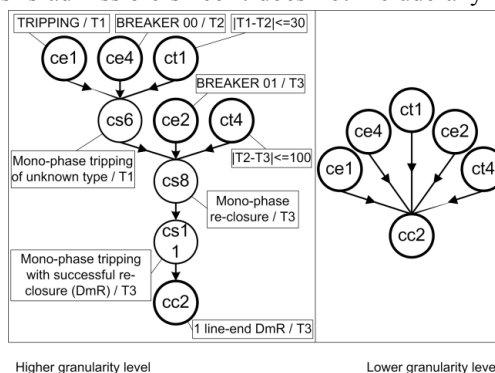 TRIPPING / T1
BREAKER 00 / T2
|T1-T2|<=30
ce1
ce4
ct1
BREAKER 01 / T3
cs6
ce2
ct4
|T2-T3|<=100
Mono-phase tripping
of unknown type / T1
cs8
Mono-phase
re-closure / T3
cs1
1
Mono-phase tripping
with successful re-
closure (DmR) / T3
cc2
1 line-end DmR / T3
ct1
ce4
ce2
ce1
ct4
cc2
Higher granularity level
Lower granularity leve